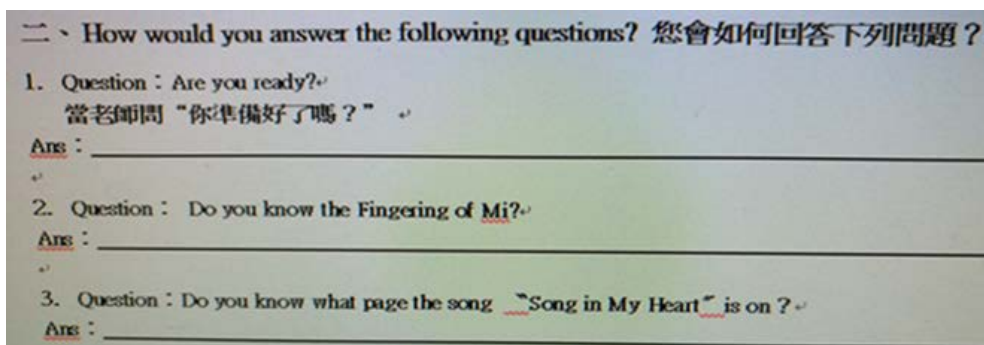 二、How would you answer the following questions? 您會如何回答下列問題？
1. Question：Are you ready?
當老師問“你準備好了嗎？”
Ans：
2. Question： Do you know the Fingering of Mi?
Ans：
3. Question：Do you know what page the song “Song in My Heart” is on？
Ans：